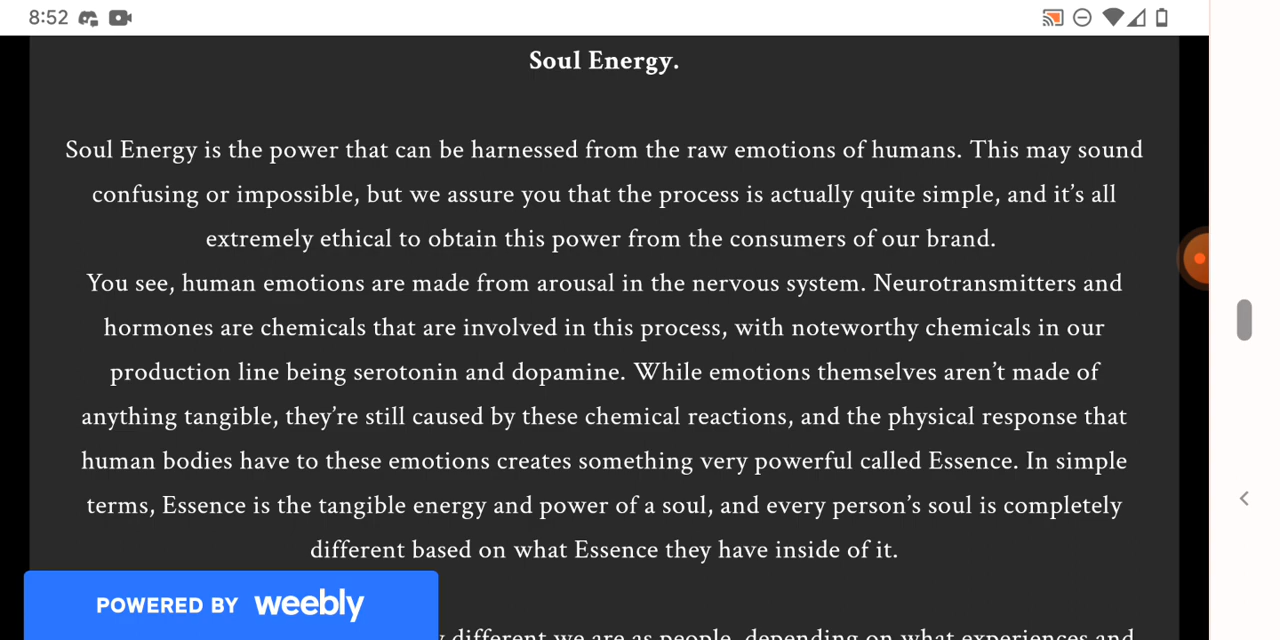 8:52
Soul Energy.
Soul Energy is the power that can be harnessed from the raw emotions of humans. This may sound
confusing or impossible, but we assure you that the process is actually quite simple, and it’s all
extremely ethical to obtain this power from the consumers of our brand.
You see, human emotions are made from arousal in the nervous system. Neurotransmitters and
hormones are chemicals that are involved in this process, with noteworthy chemicals in our
production line being serotonin and dopamine. While emotions themselves aren’t made of
anything tangible, they’re still caused by these chemical reactions, and the physical response that
human bodies have to these emotions creates something very powerful called Essence. In simple
terms, Essence is the tangible energy and power of a soul, and every person’s soul is completely
different based on what Essence they have inside of it.
POWERED BY weebly
different we are as people, depending on what experiences and